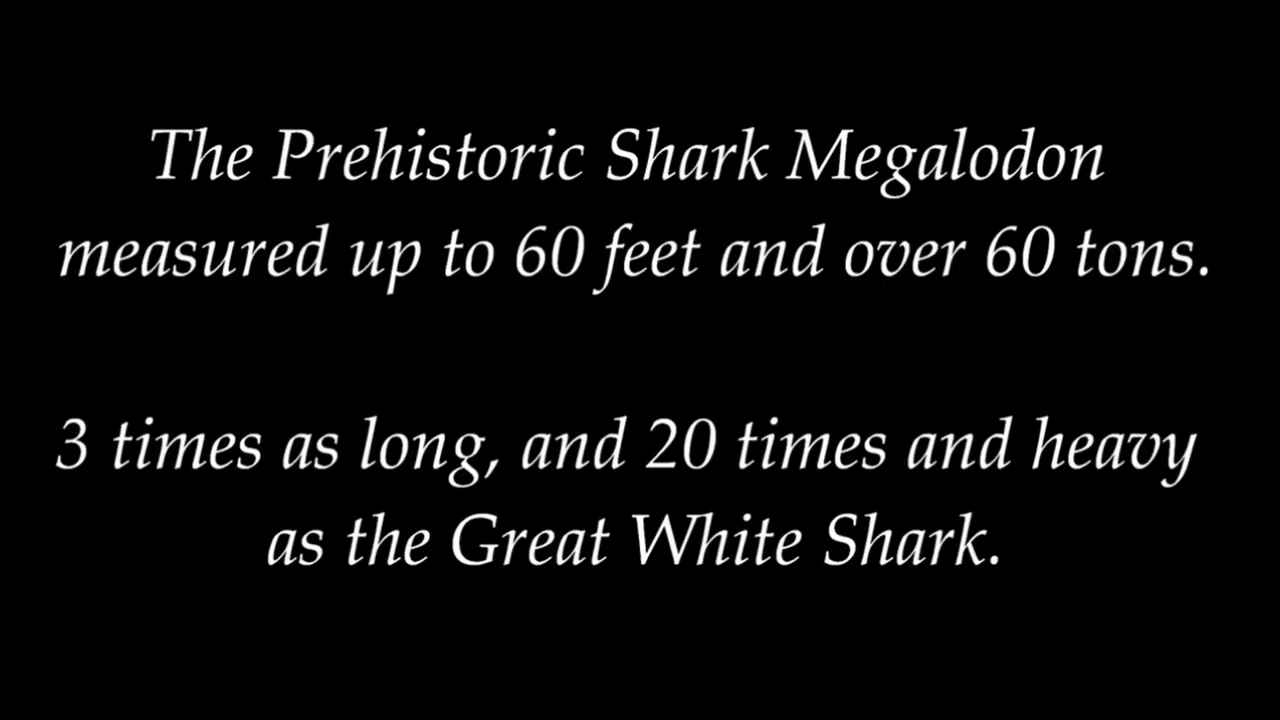 The Prehistoric Shark Megalodon
measured up to 60 feet and over 60 tons.
3 times as long, and 20 times and heavy
as the Great White Shark.